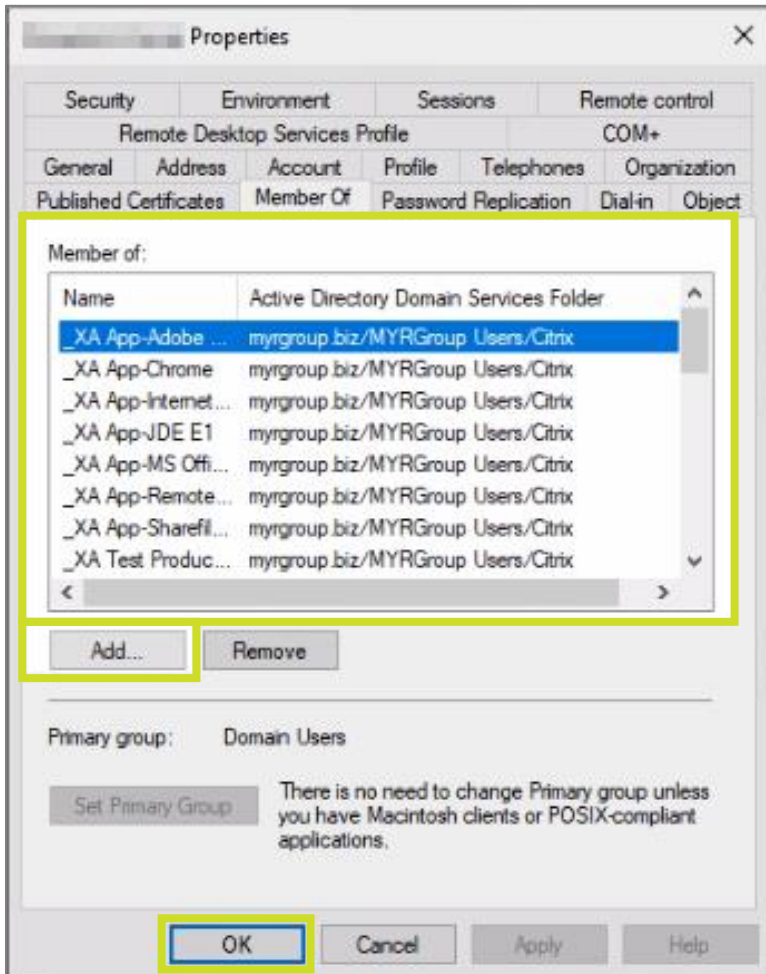 Properties
Security Environment Sessions Remote control
Remote Desktop Services Profile COM+
General Address Account Profile Telephones Organization
Published Certificates Member Of Password Replication Dial-in Object
Member of:
Name Active Directory Domain Services Folder
_XA App-Adobe ... myrgroup.biz/MYRGroup Users/Citrix
_XA App-Chrome myrgroup.biz/MYRGroup Users/Citrix
_XA App-Internet... myrgroup.biz/MYRGroup Users/Citrix
_XA App-JDE E1 myrgroup.biz/MYRGroup Users/Citrix
_XA App-MS Offi... myrgroup.biz/MYRGroup Users/Citrix
_XA App-Remote... myrgroup.biz/MYRGroup Users/Citrix
_XA App-Sharefil... myrgroup.biz/MYRGroup Users/Citrix
_XA Test Produc... myrgroup.biz/MYRGroup Users/Citrix
Add... Remove
Primary group: Domain Users
Set Primary Group
There is no need to change Primary group unless
you have Macintosh clients or POSIX-compliant
applications.
OK Cancel Apply Help